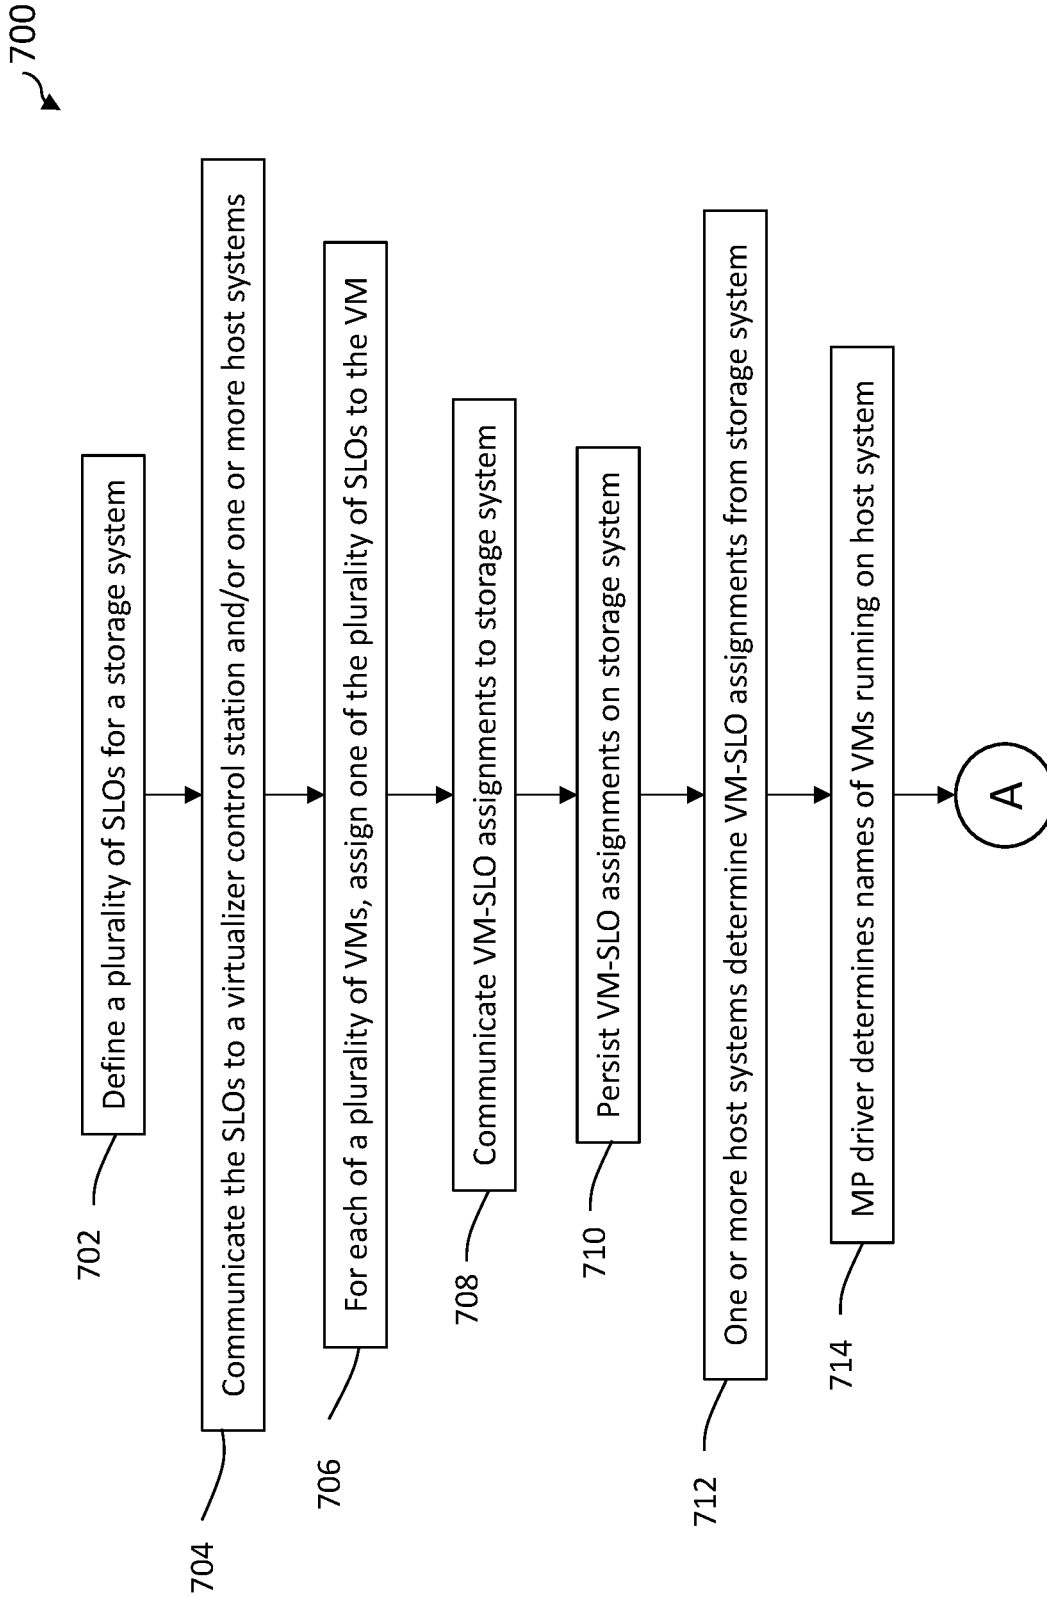 700
702
Define a plurality of SLOs for a storage system
704
Communicate the SLOs to a virtualizer control station and/or one or more host systems
706
For each of a plurality of VMs, assign one of the plurality of SLOs to the VM
708
Communicate VM-SLO assignments to storage system
710
Persist VM-SLO assignments on storage system
712
One or more host systems determine VM-SLO assignments from storage system
714
MP driver determines names of VMs running on host system
A